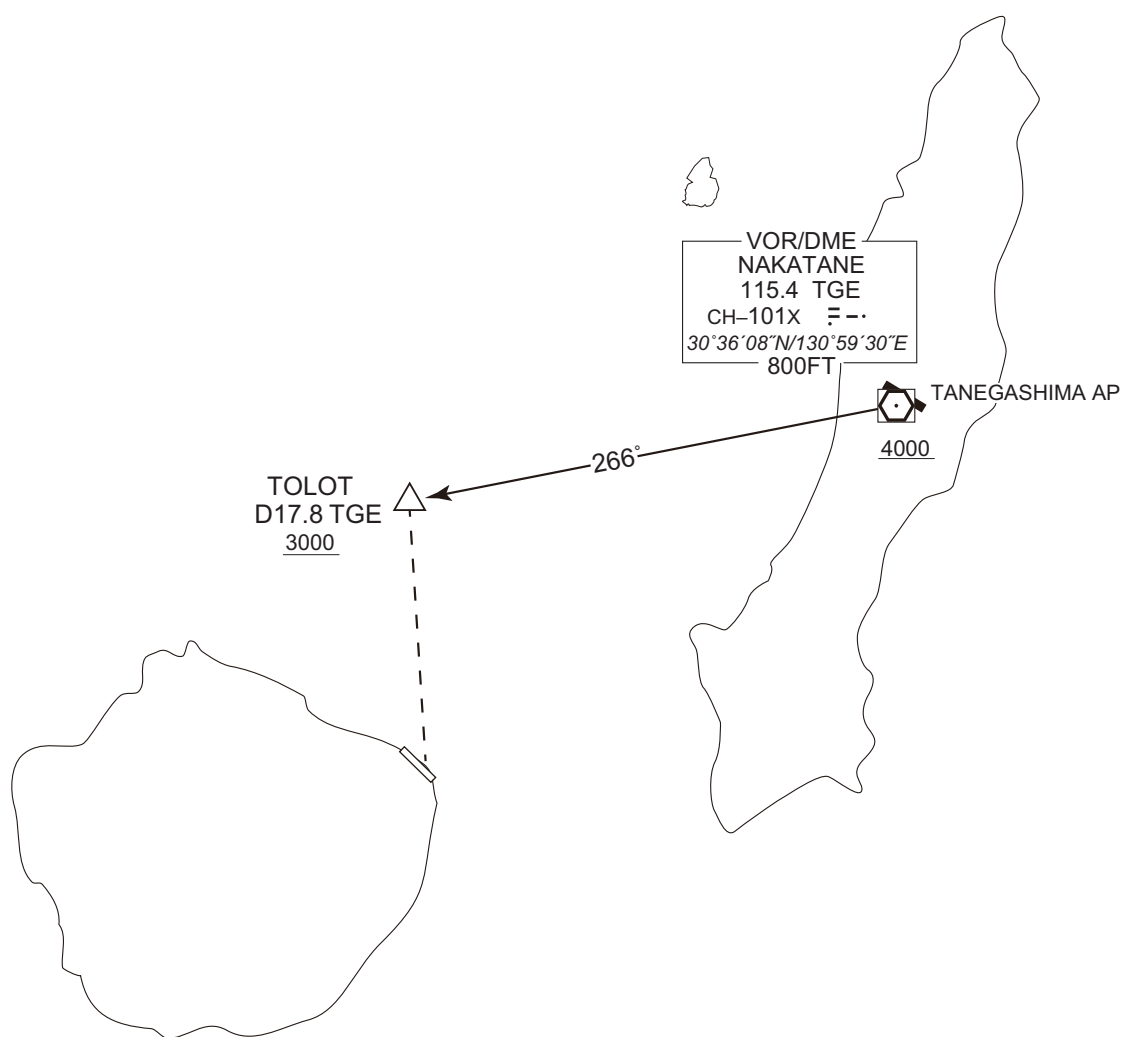 VOR/DME
NAKATANE
115.4 TGE
CH–101X
30°36´08˝N/130°59´30˝E
800FT
TANEGASHIMA AP
4000
266°
TOLOT
D17.8 TGE
3000